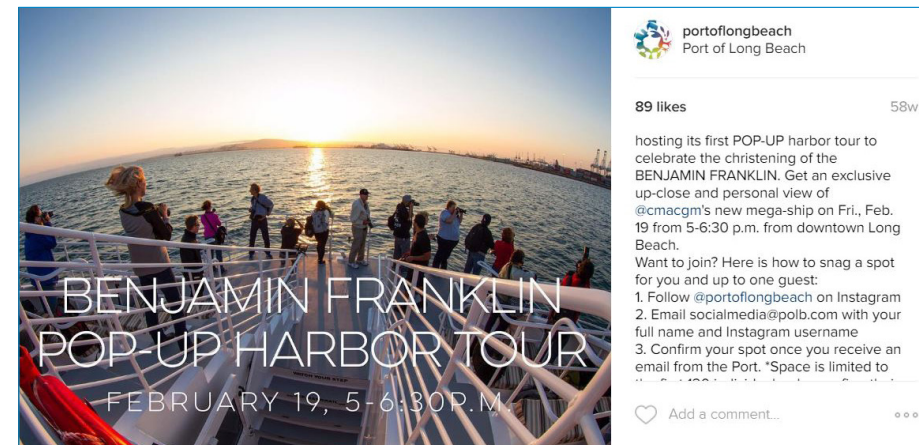 BENJAMIN FRANKLIN
POP-UP HARBOR TOUR
FEBRUARY 19, 5-6:30P.M.
portoflongbeach
Port of Long Beach
89 likes
58w
hosting its first POP-UP harbor tour to
celebrate the christening of the
BENJAMIN FRANKLIN. Get an exclusive
up-close and personal view of
@cmacgm's new mega-ship on Fri., Feb.
19 from 5-6:30 p.m. from downtown Long
Beach.
Want to join? Here is how to snag a spot
for you and up to one guest:
1. Follow @portoflongbeach on Instagram
2. Email socialmedia@polb.com with your
full name and Instagram username
3. Confirm your spot once you receive an
email from the Port. *Space is limited to
Add a comment...